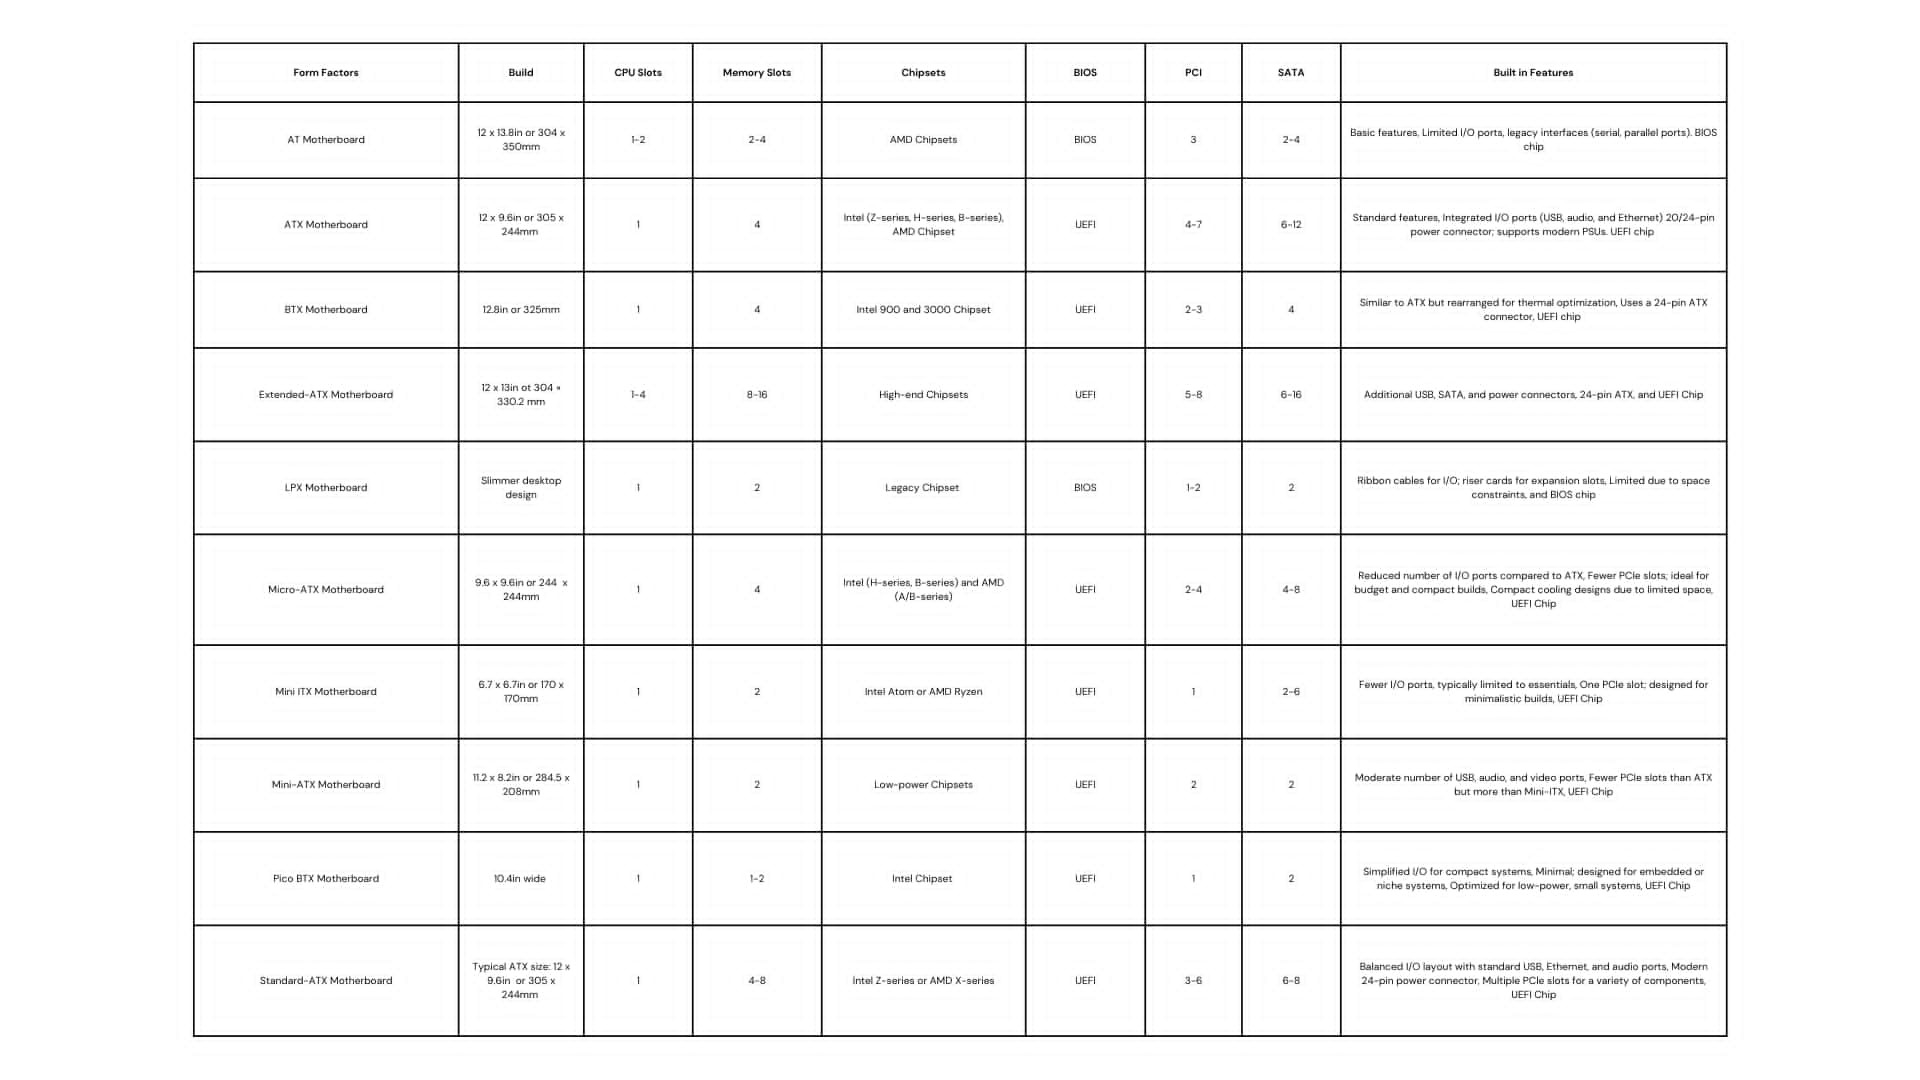 Form Factors
Build
CPU Slots
Memory Slots
Chipsets
BIOS
PCI
SATA
Built in Features
AT Motherboard
12 x 13.8in or 304 x
350mm
1-2
2-4
AMD Chipsets
BIOS
3
2-4
Basic features, Limited I/O ports, legacy interfaces (serial, parallel ports). BIOS
chip
ATX Motherboard
12 x 9.6in or 305 x
244mm
1
4
Intel (Z-series, H-series, B-series),
AMD Chipset
UEFI
4-7
6-12
Standard features, Integrated I/O ports (USB, audio, and Ethernet) 20/24-pin
power connector; supports modern PSUs. UEFI chip
BTX Motherboard
12.8in or 325mm
1
4
Intel 900 and 3000 Chipset
UEFI
2-3
4
Similar to ATX but rearranged for thermal optimization, Uses a 24-pin ATX
connector, UEFI chip
Extended-ATX Motherboard
12 x 13in ot 304 ×
330.2 mm
1-4
8-16
High-end Chipsets
UEFI
5-8
6-16
Additional USB, SATA, and power connectors, 24-pin ATX, and UEFI Chip
LPX Motherboard
Slimmer desktop
design
1
2
Legacy Chipset
BIOS
1-2
2
Ribbon cables for I/O; riser cards for expansion slots, Limited due to space
constraints, and BIOS chip
Micro-ATX Motherboard
9.6 x 9.6in or 244  x
244mm
1
4
Intel (H-series, B-series) and AMD
(A/B-series)
UEFI
2-4
4-8
Reduced number of I/O ports compared to ATX, Fewer PCIe slots; ideal for
budget and compact builds, Compact cooling designs due to limited space,
UEFI Chip
Mini ITX Motherboard
6.7 x 6.7in or 170 x
170mm
1
2
Intel Atom or AMD Ryzen
UEFI
1
2-6
Fewer I/O ports, typically limited to essentials, One PCIe slot; designed for
minimalistic builds, UEFI Chip
Mini-ATX Motherboard
11.2 x 8.2in or 284.5 x
208mm
1
2
Low-power Chipsets
UEFI
2
2
Moderate number of USB, audio, and video ports, Fewer PCIe slots than ATX
but more than Mini-ITX, UEFI Chip
Pico BTX Motherboard
10.4in wide
1
1-2
Intel Chipset
UEFI
1
2
Simplified I/O for compact systems, Minimal; designed for embedded or
niche systems, Optimized for low-power, small systems, UEFI Chip
Standard-ATX Motherboard
Typical ATX size: 12 x
9.6in  or 305 x
244mm
1
4-8
Intel Z-series or AMD X-series
UEFI
3-6
6-8
Balanced I/O layout with standard USB, Ethernet, and audio ports, Modern
24-pin power connector, Multiple PCIe slots for a variety of components,
UEFI Chip